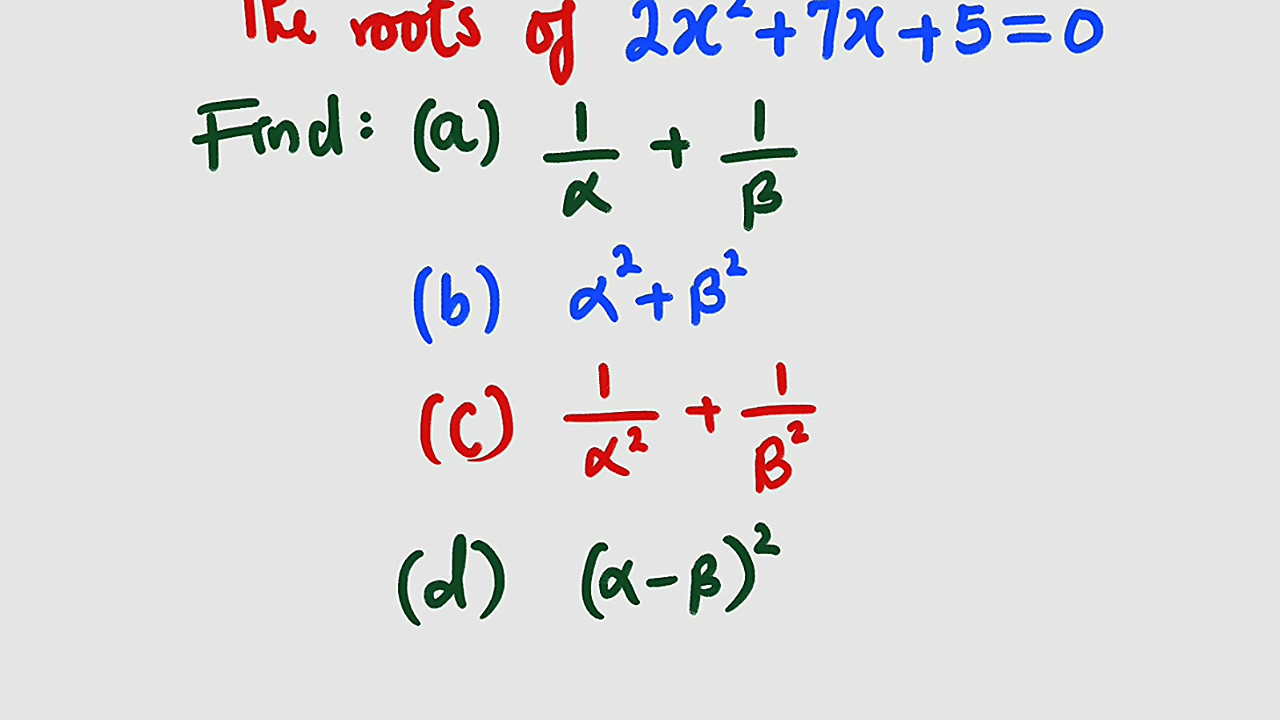 The roots of 2x² + 7x + 5 = 0
Find: (a) 1/α + 1/β
(b) α² + β²
(c) 1/α² + 1/β²
(d) (α - β)²